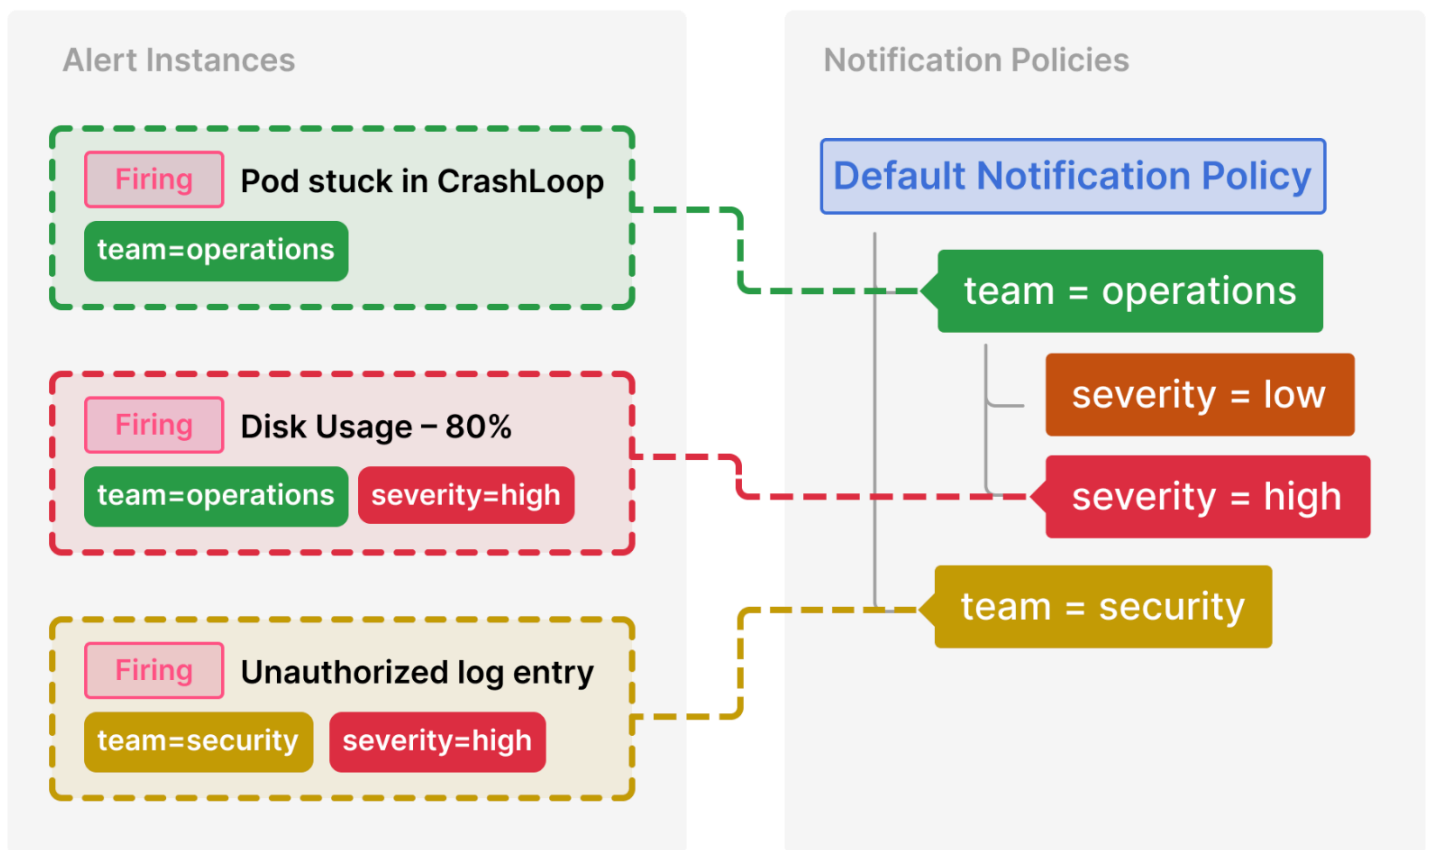 Alert Instances
Firing Pod stuck in CrashLoop
team=operations
Firing Disk Usage – 80%
team=operations severity=high
Firing Unauthorized log entry
team=security severity=high
Notification Policies
Default Notification Policy
team = operations
severity = low
severity = high
team = security